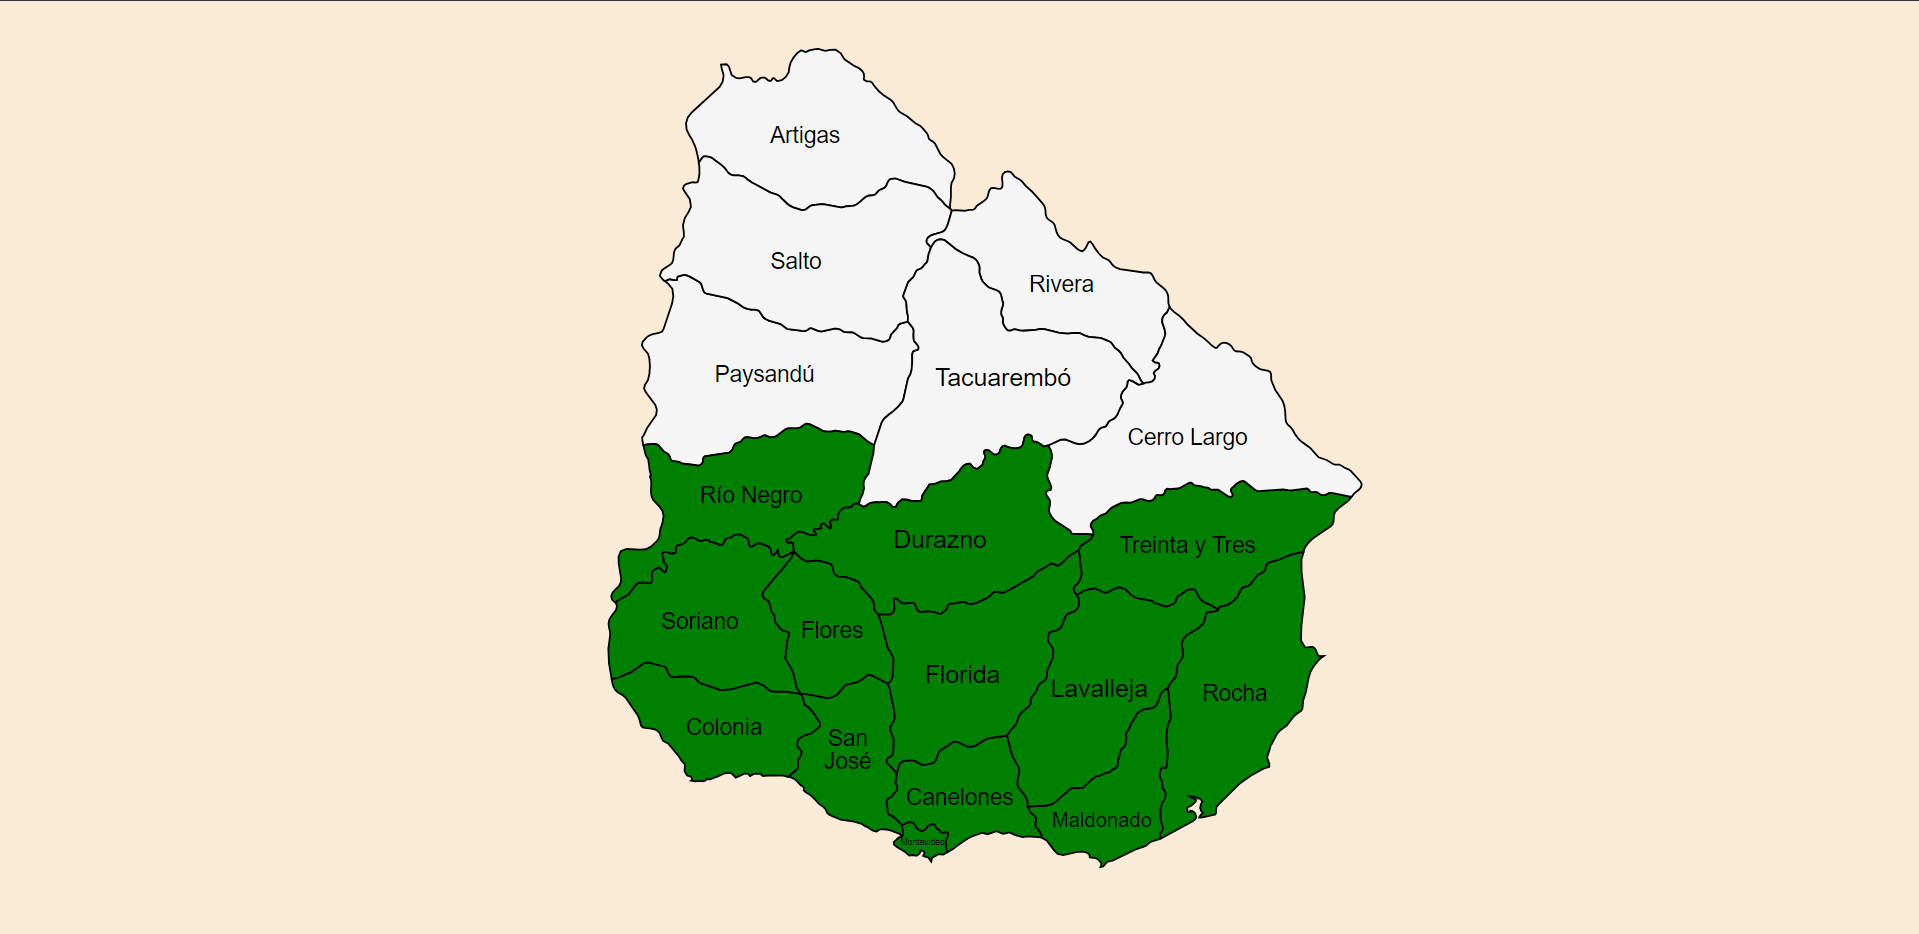 Artigas
Salto
Rivera
Paysandú
Tacuarembó
Cerro Largo
Río Negro
Durazno
Treinta y Tres
Soriano
Flores
Florida
Lavalleja
Rocha
Colonia
San
José
Canelones
Maldonado
Montevideo